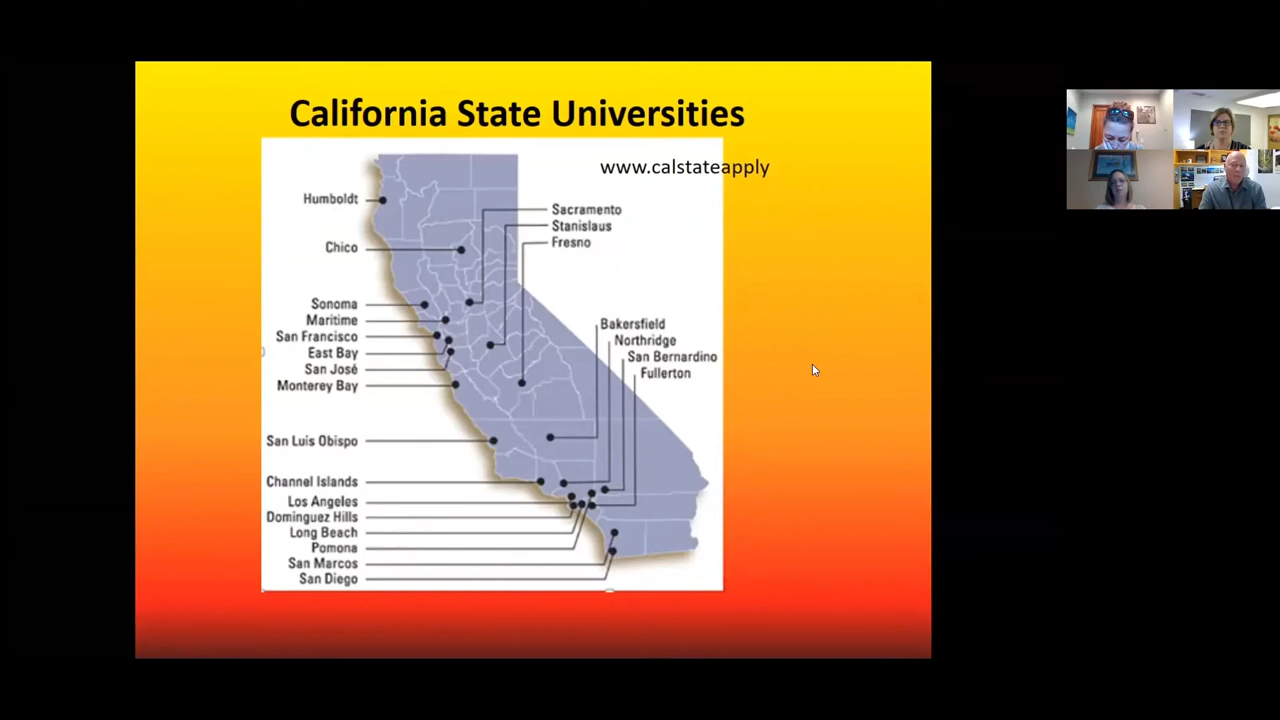 California State Universities
www.calstateapply
Humboldt
Chico
Sonoma
Maritime
San Francisco
East Bay
San José
Monterey Bay
San Luis Obispo
Channel Islands
Los Angeles
Dominguez Hills
Long Beach
Pomona
San Marcos
San Diego
Sacramento
Stanislaus
Fresno
Bakersfield
Northridge
San Bernardino
Fullerton